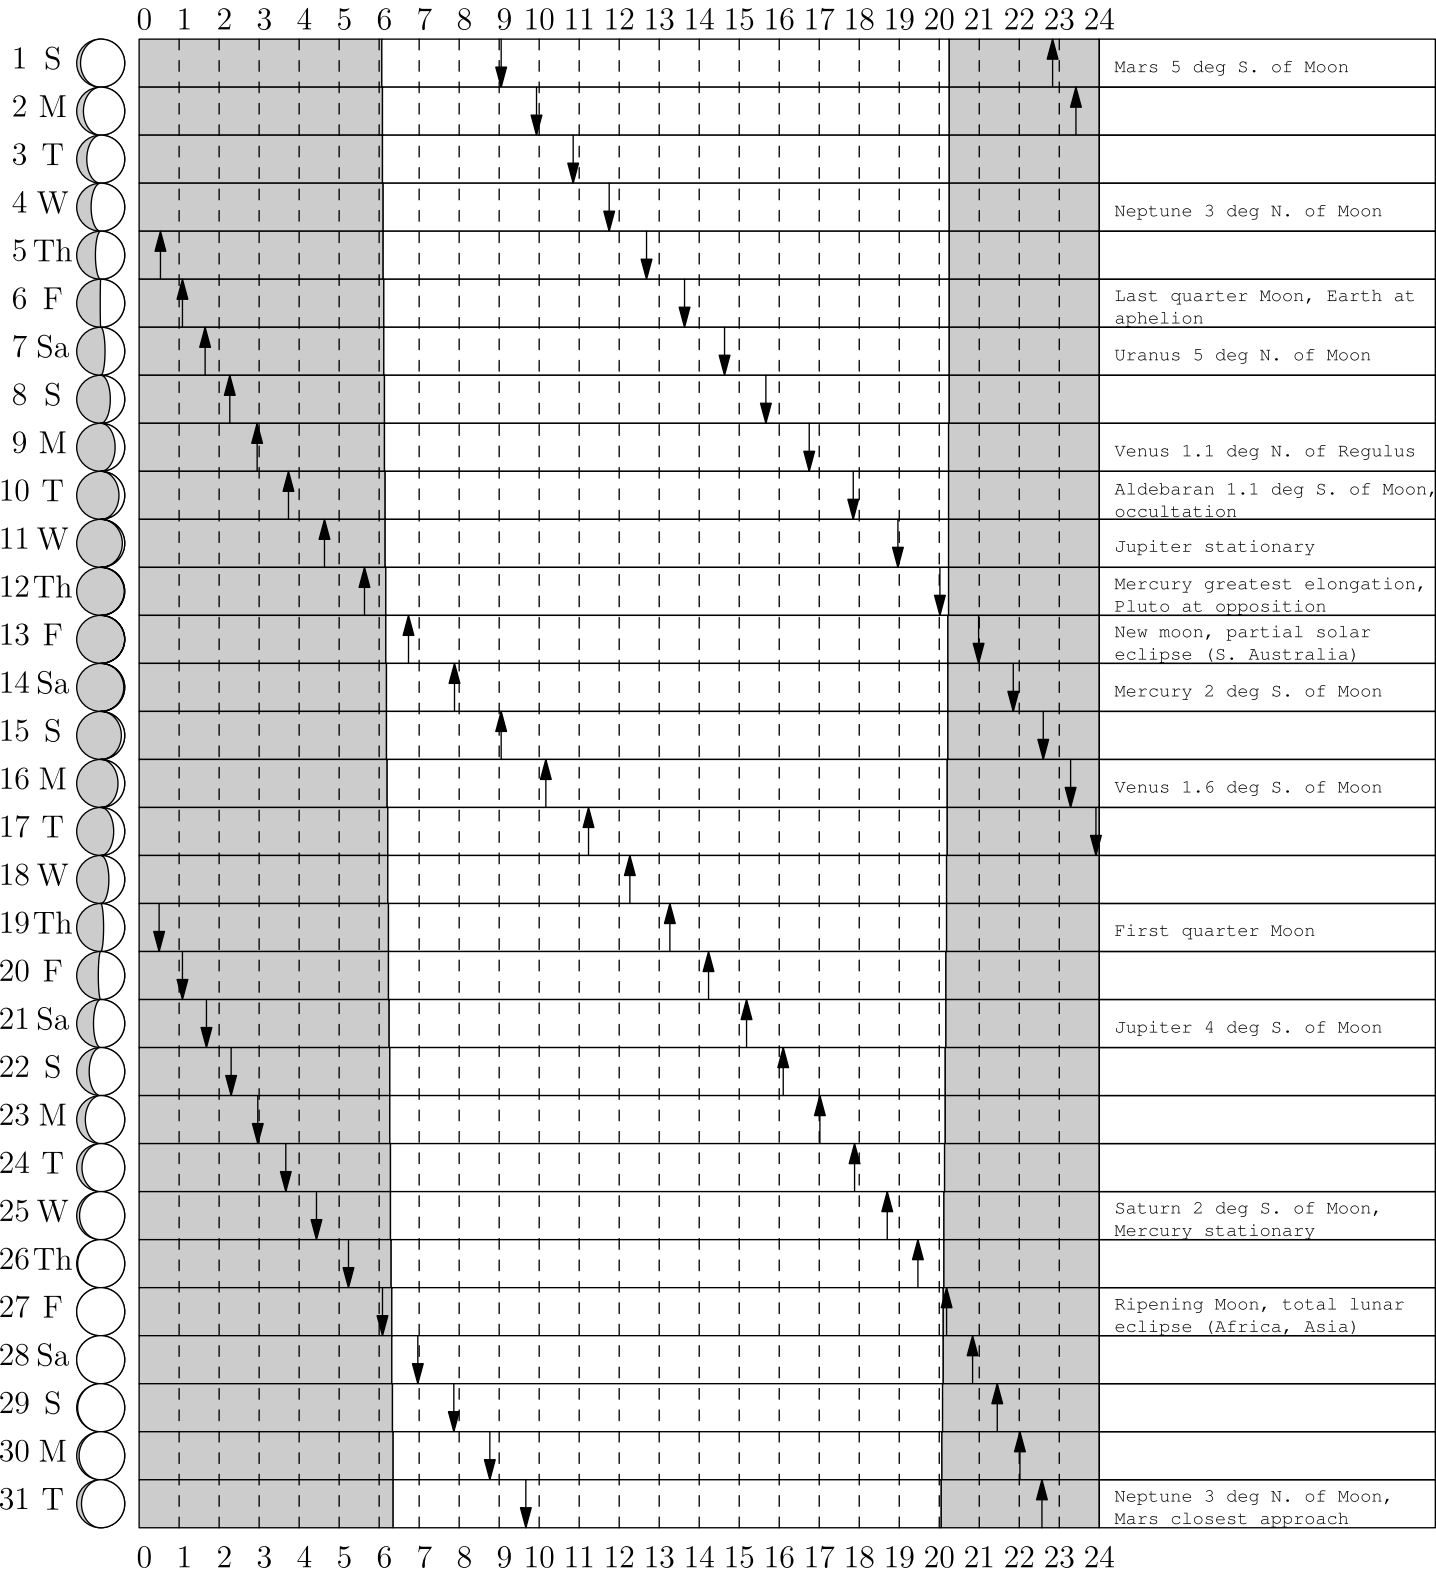 0 1 2 3 4 5 6 7 8 9 10 11 12 13 14 15 16 17 18 19 20 21 22 23 24
1 S Mars 5 deg S. of Moon
2 M
3 T
4 W Neptune 3 deg N. of Moon
5 Th
6 F Last quarter Moon, Earth at
aphelion
7 Sa Uranus 5 deg N. of Moon
8 S
9 M Venus 1.1 deg N. of Regulus
10 T Aldebaran 1.1 deg S. of Moon,
occultation
11 W Jupiter stationary
12 Th Mercury greatest elongation,
Pluto at opposition
13 F New moon, partial solar
eclipse (S. Australia)
14 Sa Mercury 2 deg S. of Moon
15 S
16 M Venus 1.6 deg S. of Moon
17 T
18 W
19 Th First quarter Moon
20 F
21 Sa Jupiter 4 deg S. of Moon
22 S
23 M
24 T
25 W Saturn 2 deg S. of Moon,
Mercury stationary
26 Th
27 F Ripening Moon, total lunar
eclipse (Africa, Asia)
28 Sa
29 S
30 M
31 T Neptune 3 deg N. of Moon,
Mars closest approach
0 1 2 3 4 5 6 7 8 9 10 11 12 13 14 15 16 17 18 19 20 21 22 23 24